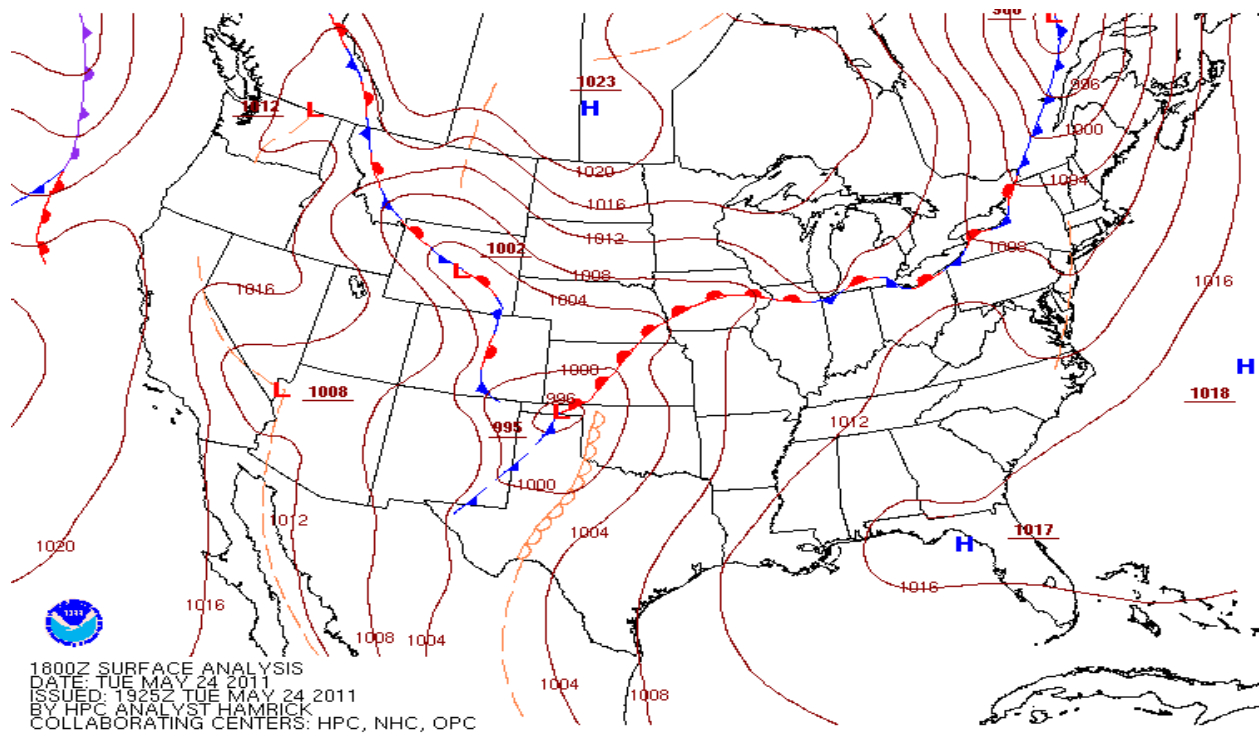 980
L
1023
H
996
1012
L
1000
1020
1004
1016
1012
1002
1008
1008
L
1016
1004
1016
H
1008
1000
L
1018
996
L
1012
995
1000
1012
1004
1017
H
1020
1016
1016
1008
1004
1004
1008
1800Z SURFACE ANALYSIS
DATE: TUE MAY 24 2011
ISSUED: 1925Z TUE MAY 24 2011
BY HPC ANALYST HAMRICK
COLLABORATING CENTERS: HPC, NHC, OPC